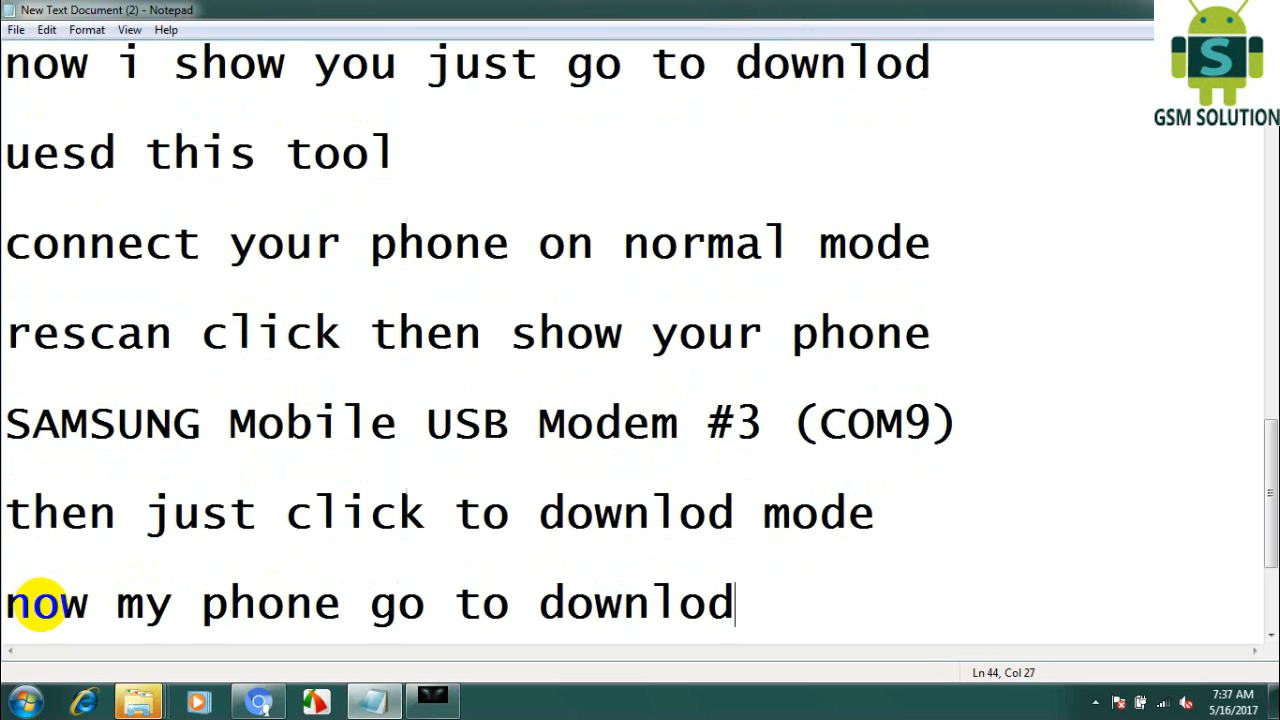 New Text Document (2) - Notepad
File Edit Format View Help
now i show you just go to downlod
uesd this tool
connect your phone on normal mode
rescan click then show your phone
SAMSUNG Mobile USB Modem #3 (COM9)
then just click to downlod mode
now my phone go to downlod
S
GSM SOLUTION
Ln 44, Col 27
7:37 AM
5/16/2017